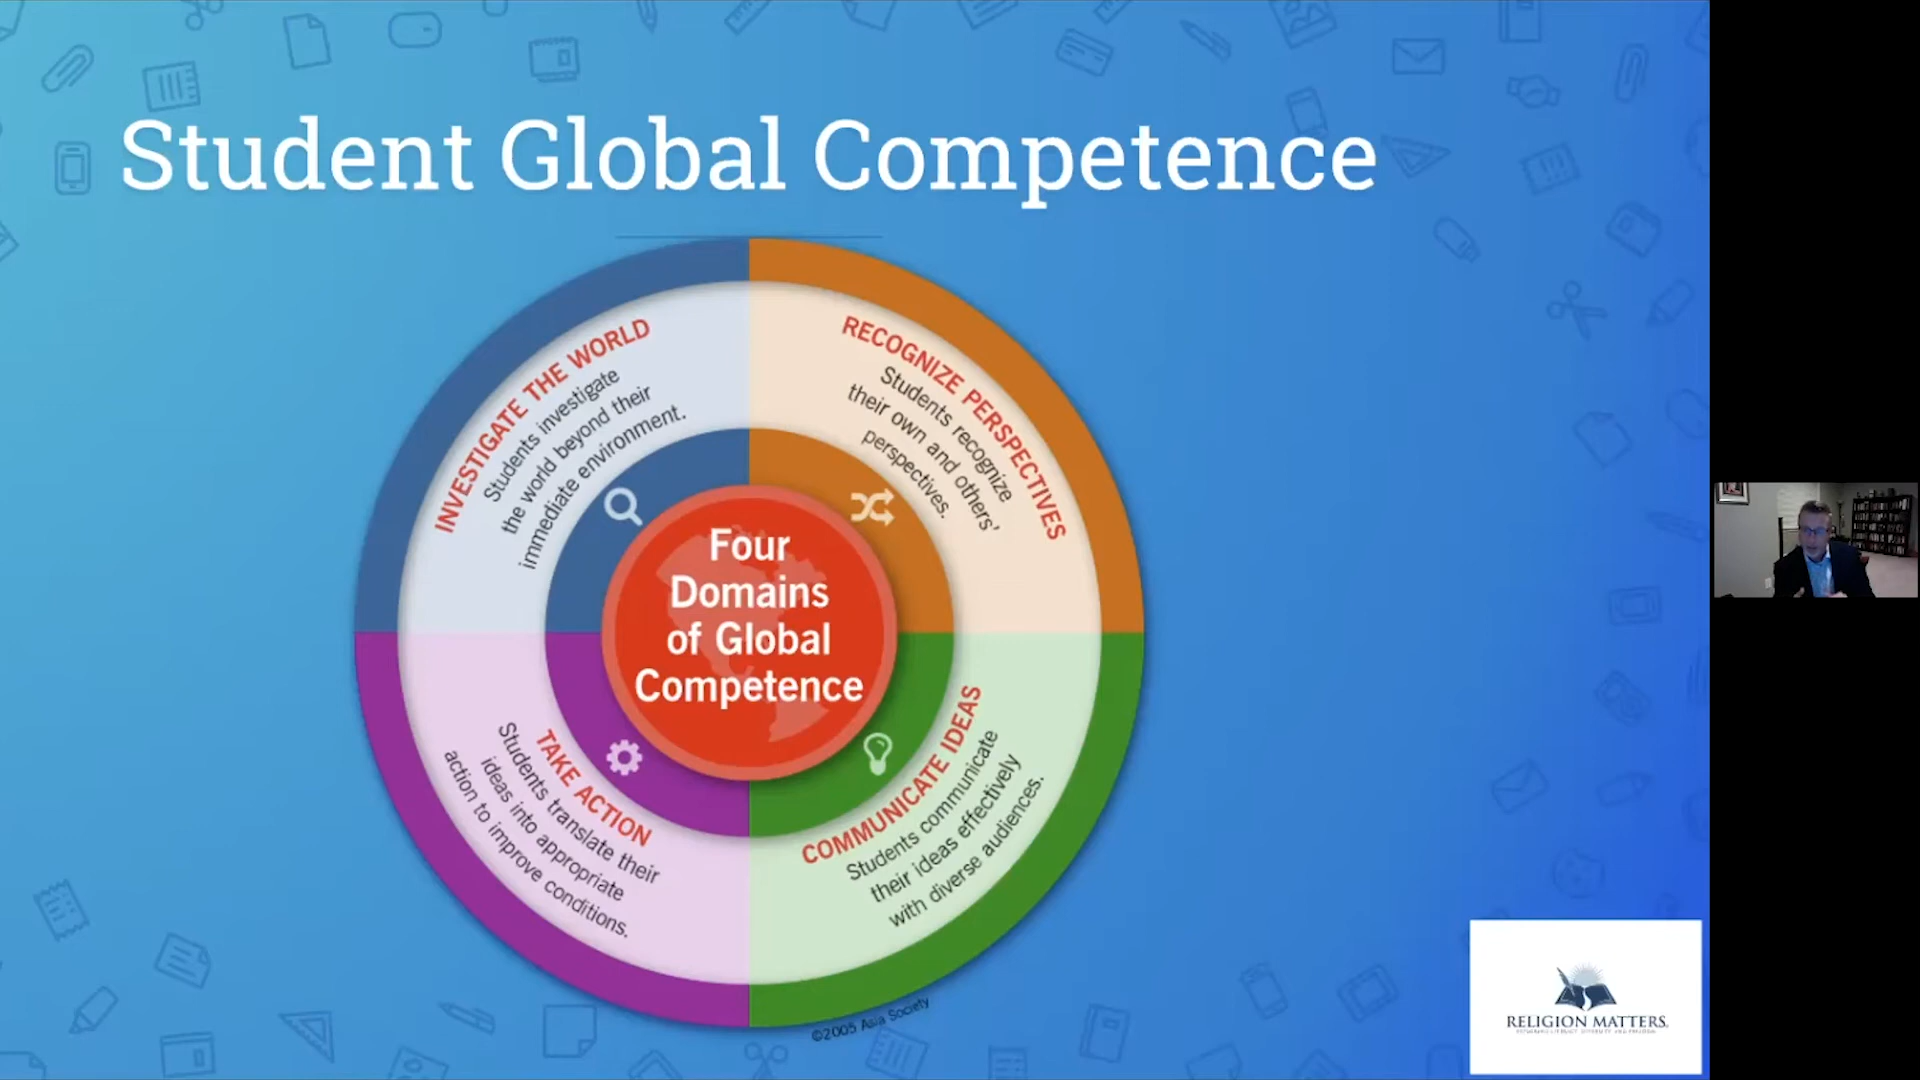 Student Global Competence
INVESTIGATE THE WORLD
Students investigate
the world beyond their
immediate environment.
RECOGNIZE PERSPECTIVES
Students recognize
their own and others'
perspectives.
Four
Domains
of Global
Competence
TAKE ACTION
Students translate their
ideas into appropriate
action to improve conditions.
COMMUNICATE IDEAS
Students communicate
their ideas effectively
with diverse audiences.
©2005 Asia Society
RELIGION MATTERS